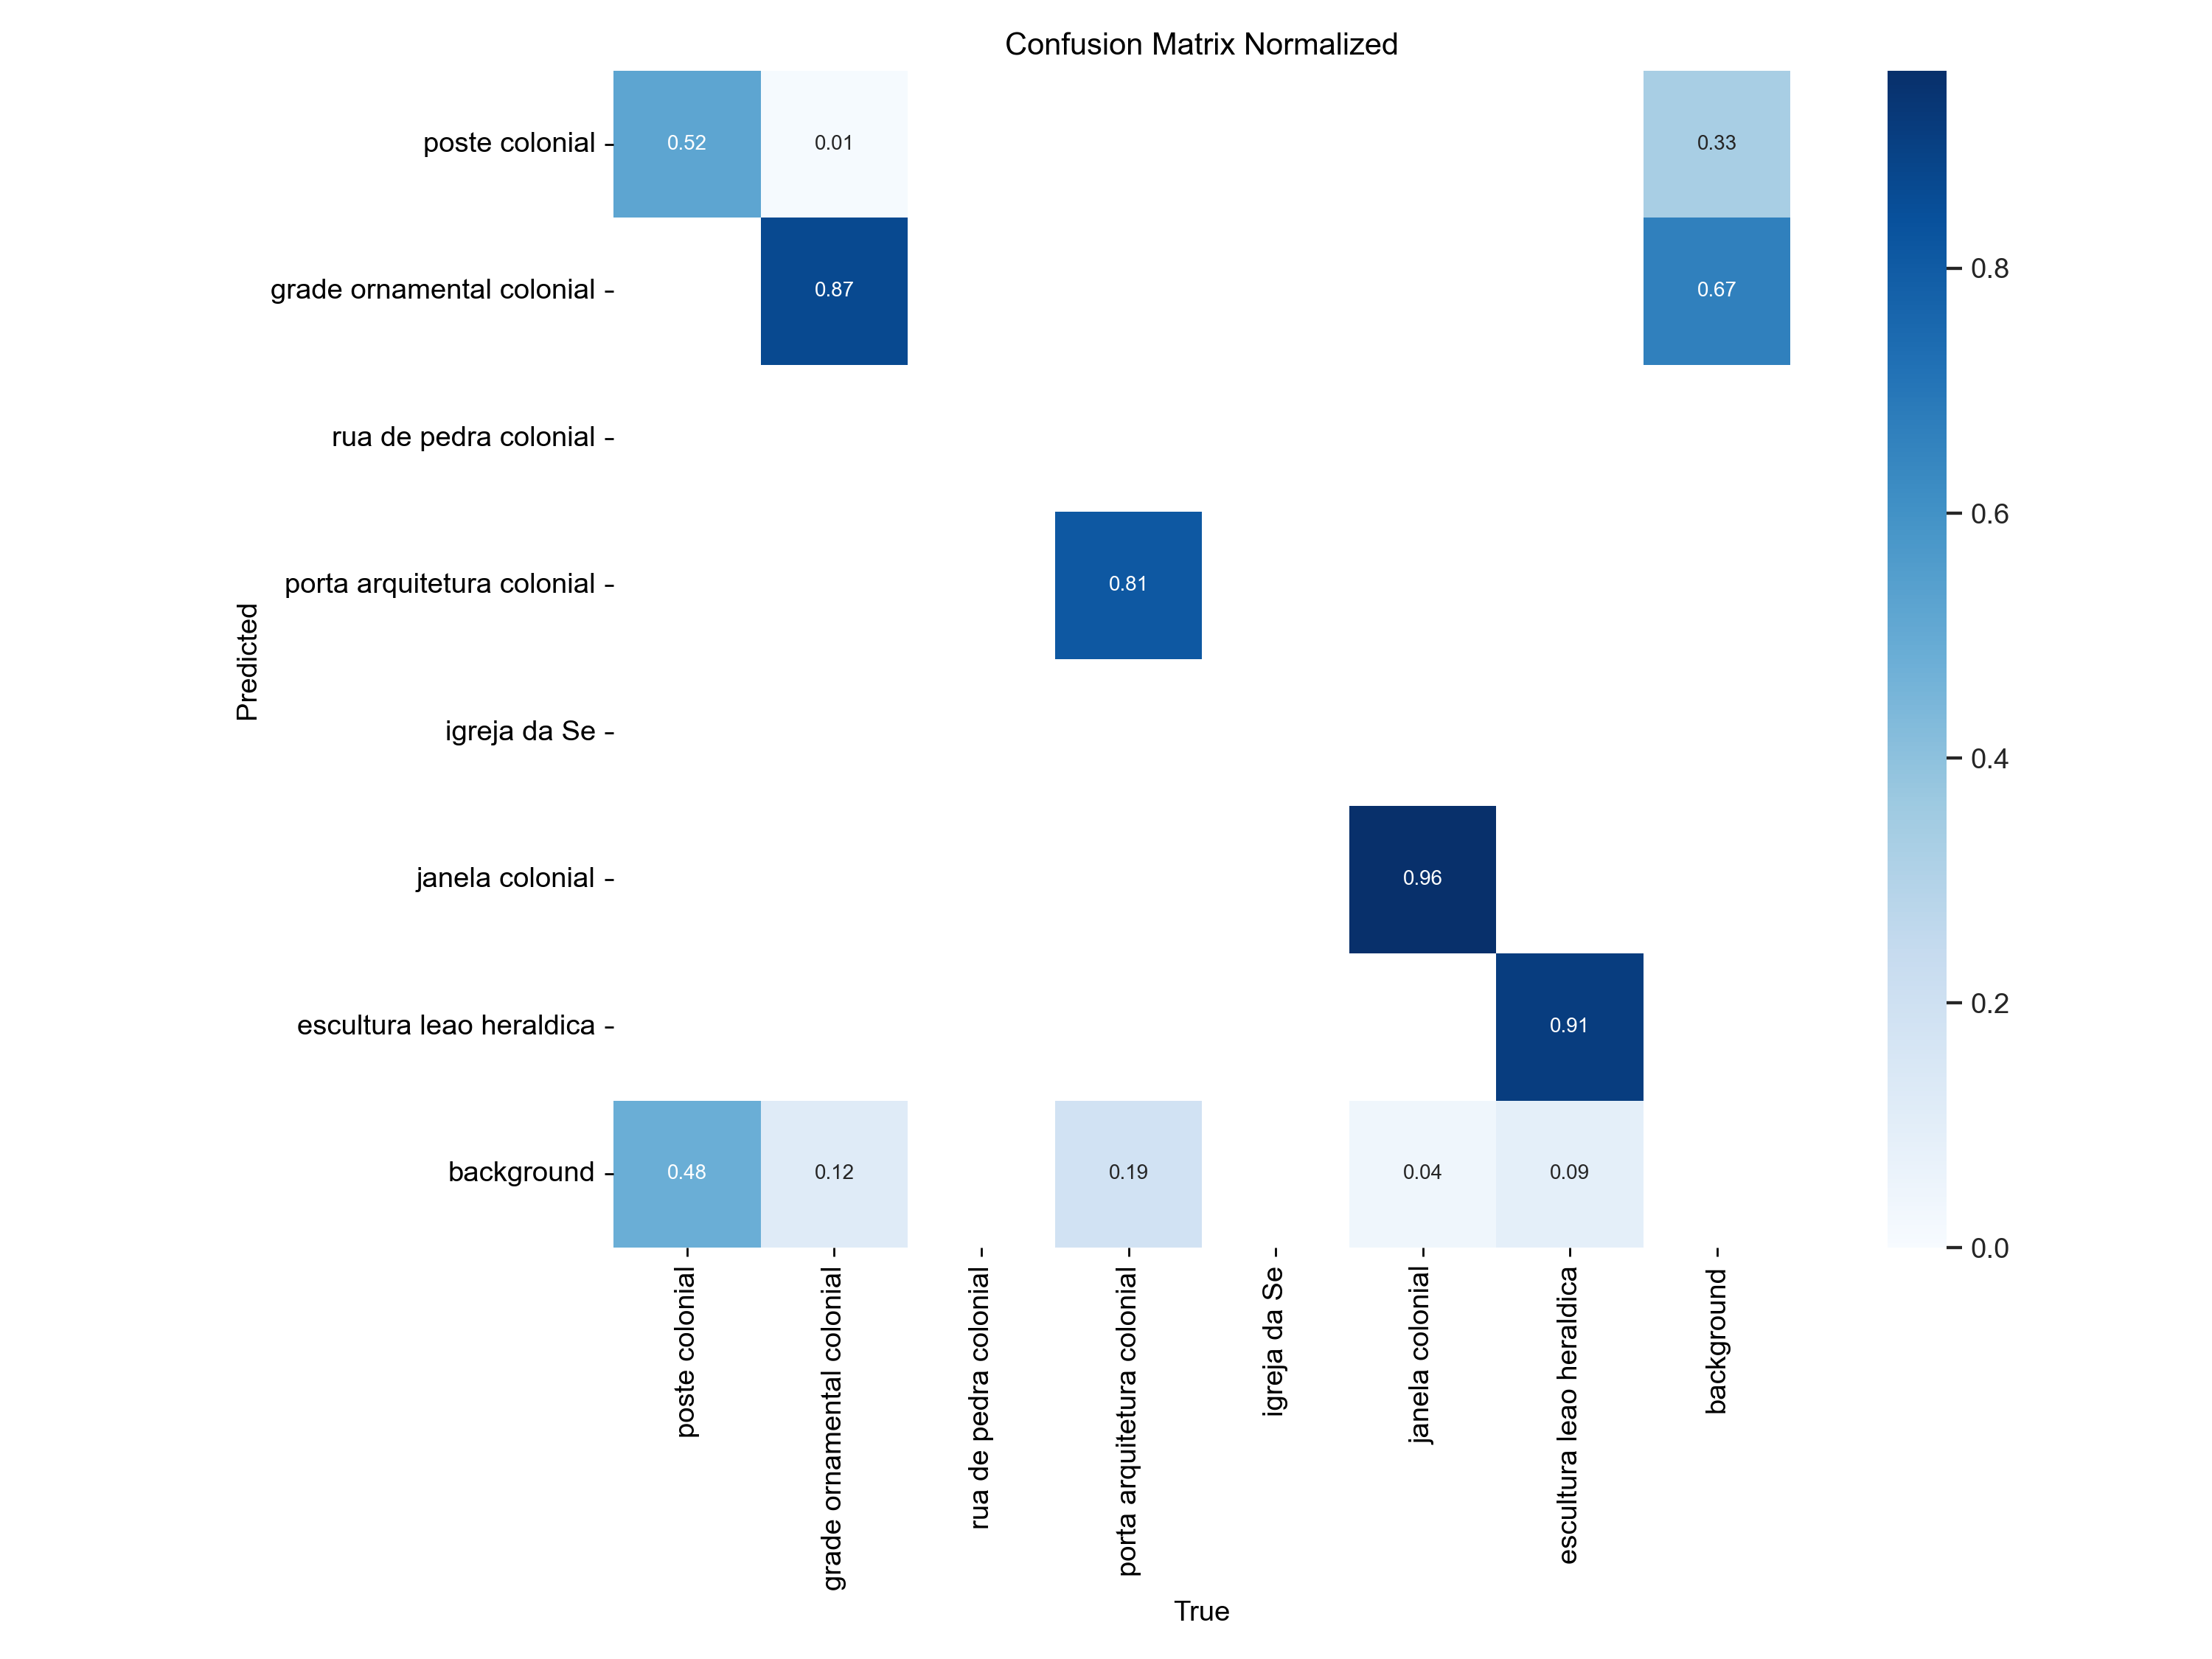 Confusion Matrix Normalized
poste colonial
0.52
0.01
0.33
grade ornamental colonial
0.87
0.67
rua de pedra colonial
porta arquitetura colonial
0.81
igreja da Se
janela colonial
0.96
escultura leao heraldica
0.91
background
0.48
0.12
0.19
0.04
0.09
Predicted
poste colonial
grade ornamental colonial
rua de pedra colonial
porta arquitetura colonial
igreja da Se
janela colonial
escultura leao heraldica
background
True
0.8
0.6
0.4
0.2
0.0